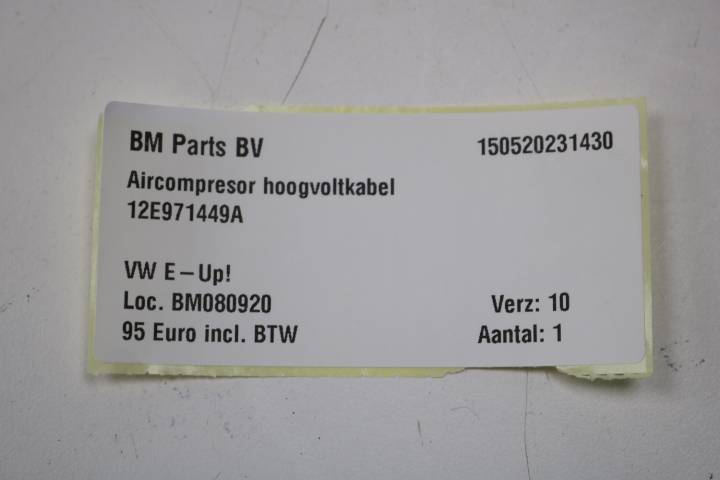 BM Parts BV 150520231430
Aircompresor hoogvoltkabel
12E971449A
VW E-Up!
Loc. BM080920 Verz: 10
95 Euro incl. BTW Aantal: 1